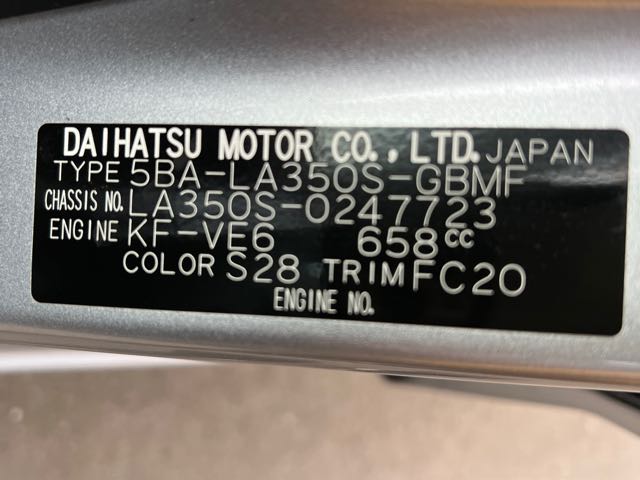 DAIHATSU MOTOR CO., LTD. JAPAN
TYPE 5BA-LA350S-GBMF
CHASSIS NO. LA350S-0247723
ENGINE KF-VE6 658cc
COLOR S28 TRIM FC20
ENGINE NO.